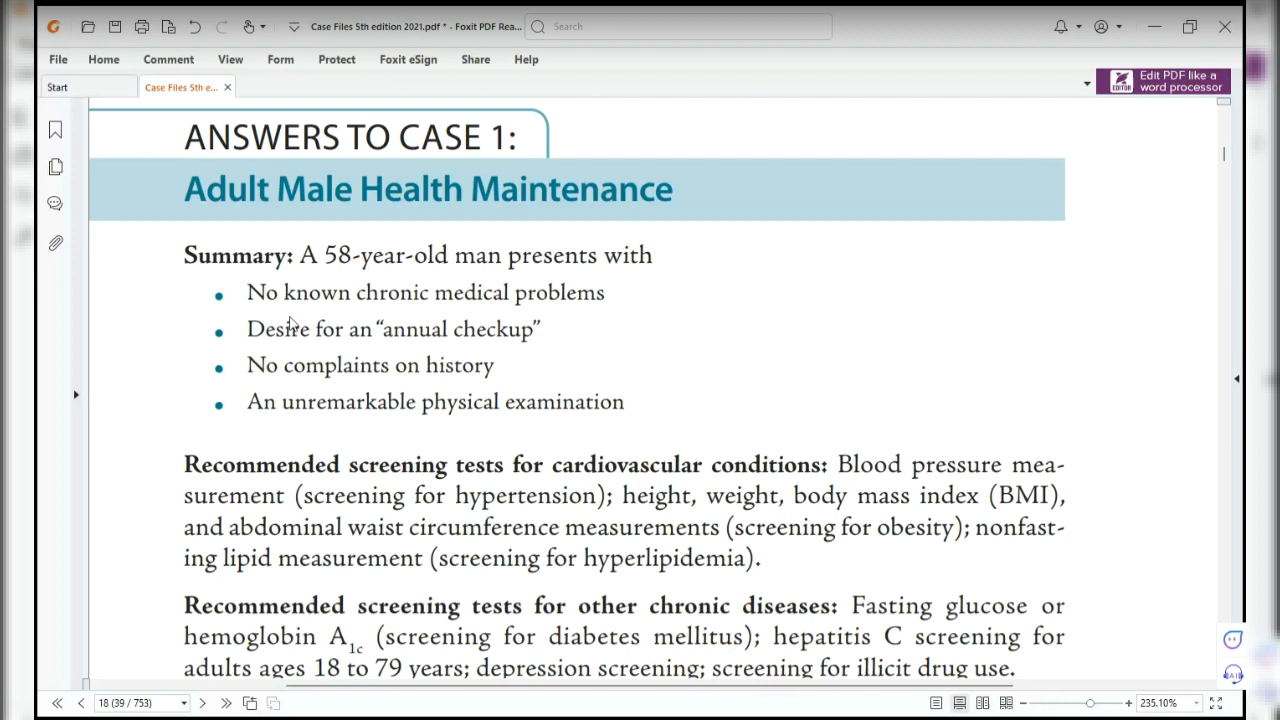 Case Files 5th edition 2021.pdf * - Foxit PDF Rea...
Search
File Home Comment View Form Protect Foxit eSign Share Help
Start
Case Files 5th e...
EDITOR
Edit PDF like a
word processor
ANSWERS TO CASE 1:
Adult Male Health Maintenance
Summary: A 58-year-old man presents with
• No known chronic medical problems
• Desire for an “annual checkup”
• No complaints on history
• An unremarkable physical examination
Recommended screening tests for cardiovascular conditions: Blood pressure mea-
surement (screening for hypertension); height, weight, body mass index (BMI),
and abdominal waist circumference measurements (screening for obesity); nonfast-
ing lipid measurement (screening for hyperlipidemia).
Recommended screening tests for other chronic diseases: Fasting glucose or
hemoglobin A1c (screening for diabetes mellitus); hepatitis C screening for
adults ages 18 to 79 years; depression screening; screening for illicit drug use.
18 (39 / 753)
235.10%